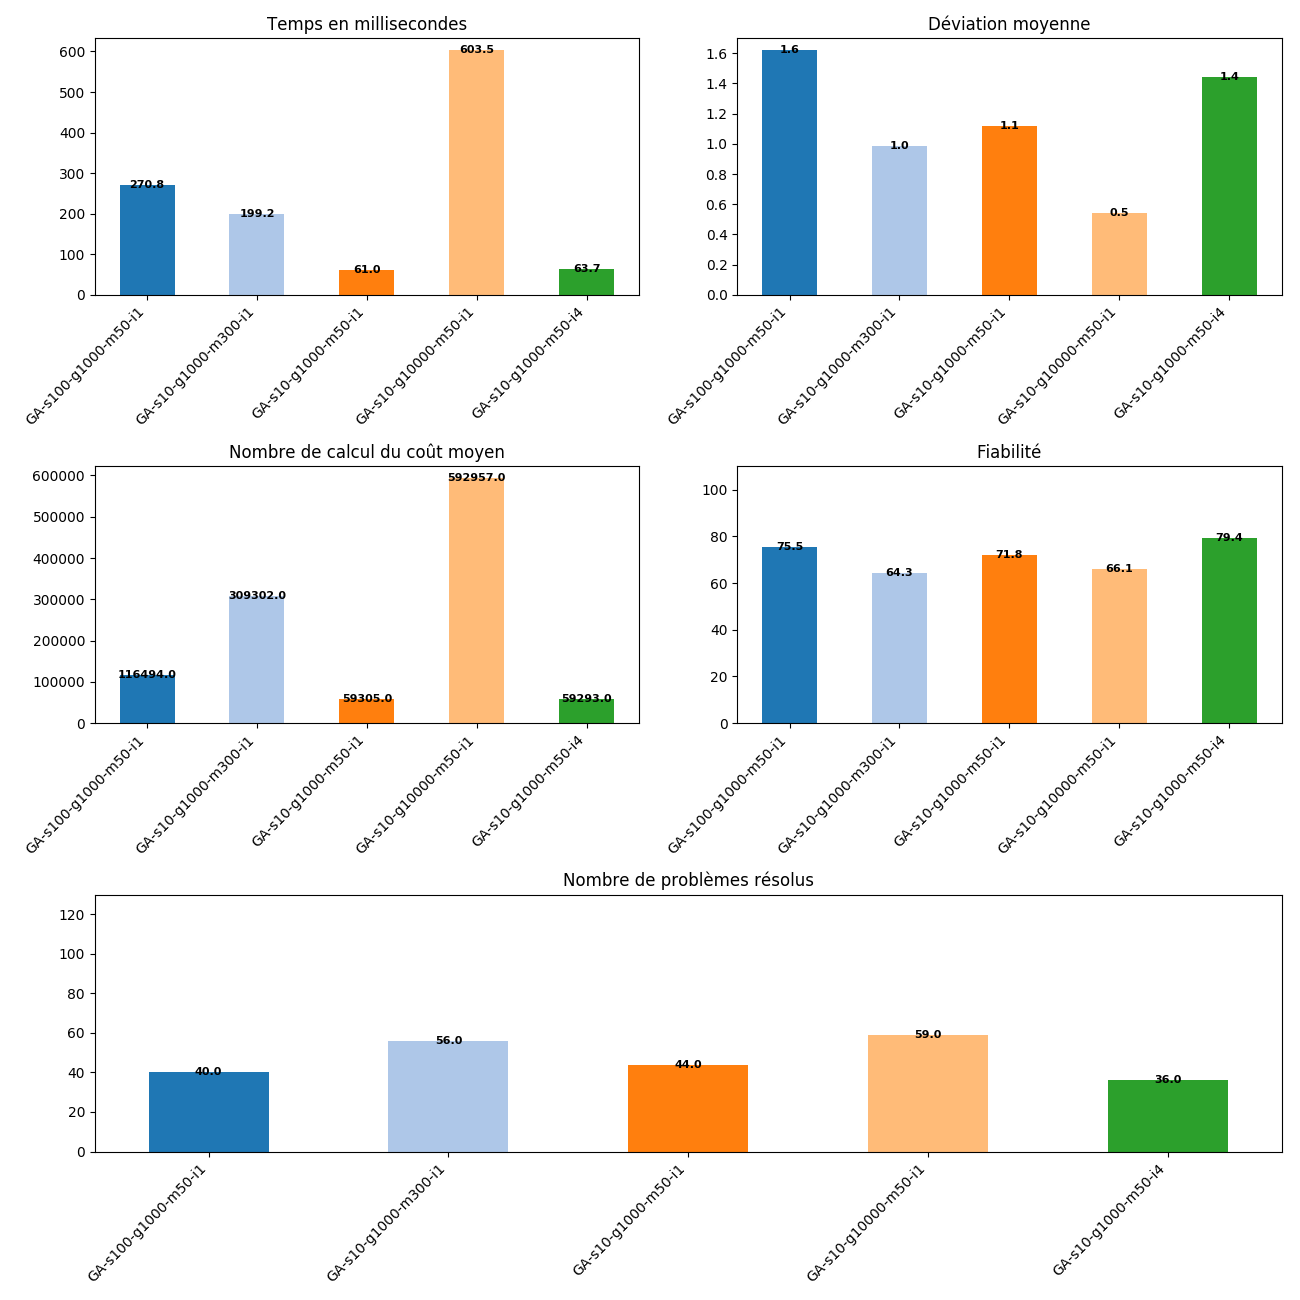 Temps en millisecondes
600
500
400
300
200
100
0
270.8
199.2
61.0
603.5
63.7
GA-s100-g1000-m50-i1
GA-s10-g1000-m300-i1
GA-s10-g1000-m50-i1
GA-s10-g10000-m50-i1
GA-s10-g1000-m50-i4
Déviation moyenne
1.6
1.4
1.2
1.0
0.8
0.6
0.4
0.2
0.0
1.6
1.0
1.1
0.5
1.4
GA-s100-g1000-m50-i1
GA-s10-g1000-m300-i1
GA-s10-g1000-m50-i1
GA-s10-g10000-m50-i1
GA-s10-g1000-m50-i4
Nombre de calcul du coût moyen
600000
500000
400000
300000
200000
100000
0
116494.0
309302.0
59305.0
592957.0
59293.0
GA-s100-g1000-m50-i1
GA-s10-g1000-m300-i1
GA-s10-g1000-m50-i1
GA-s10-g10000-m50-i1
GA-s10-g1000-m50-i4
Fiabilité
100
80
60
40
20
0
75.5
64.3
71.8
66.1
79.4
GA-s100-g1000-m50-i1
GA-s10-g1000-m300-i1
GA-s10-g1000-m50-i1
GA-s10-g10000-m50-i1
GA-s10-g1000-m50-i4
Nombre de problèmes résolus
120
100
80
60
40
20
0
40.0
56.0
44.0
59.0
36.0
GA-s100-g1000-m50-i1
GA-s10-g1000-m300-i1
GA-s10-g1000-m50-i1
GA-s10-g10000-m50-i1
GA-s10-g1000-m50-i4